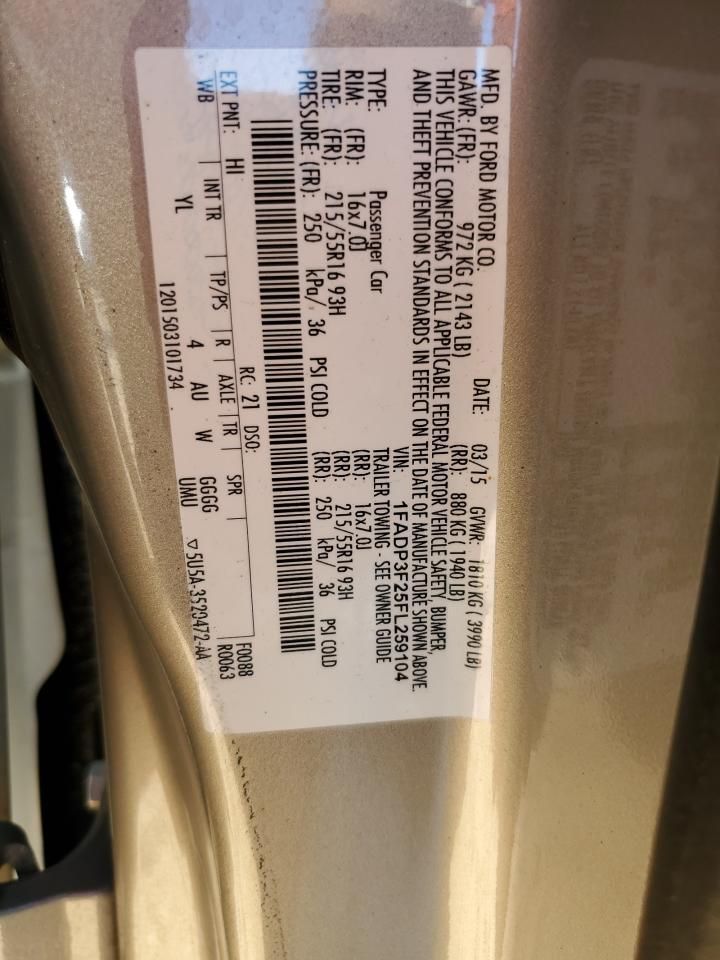 MFD. BY FORD MOTOR CO.
DATE: 03/15 GVWR: 1810 KG ( 3990 LB)
GAWR: (FR): 972 KG ( 2143 LB) (RR): 880 KG ( 1940 LB)
THIS VEHICLE CONFORMS TO ALL APPLICABLE FEDERAL MOTOR VEHICLE SAFETY, BUMPER,
AND THEFT PREVENTION STANDARDS IN EFFECT ON THE DATE OF MANUFACTURE SHOWN ABOVE.
VIN: 1FADP3F25FL259104
TYPE: Passenger Car TRAILER TOWING - SEE OWNER GUIDE
RIM: (FR): 16x7.0J (RR): 16x7.0J
TIRE: (FR): 215/55R16 93H (RR): 215/55R16 93H
PRESSURE: (FR): 250 kPa/ 36 PSI COLD (RR): 250 kPa/ 36 PSI COLD
RC: 21 DSO: F0088
EXT PNT: HI R0063
WB INT TR TP/PS R AXLE TR SPR
YL 4 AU W GGGG
UMU
1201503101734 ▽ 5U5A-3520472-AA